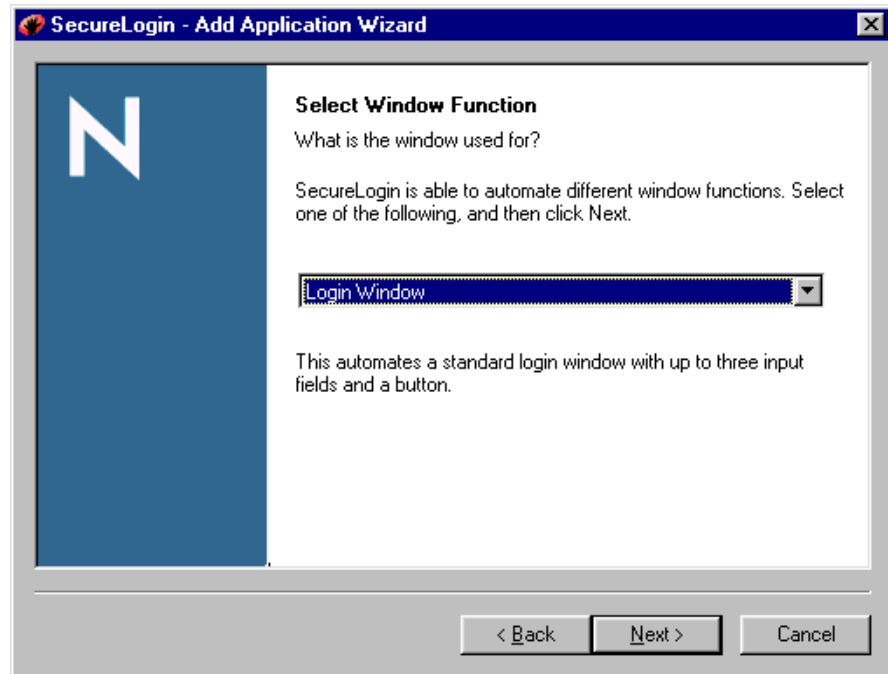 SecureLogin - Add Application Wizard
N
Select Window Function
What is the window used for?
SecureLogin is able to automate different window functions. Select
one of the following, and then click Next.
Login Window
This automates a standard login window with up to three input
fields and a button.
< Back Next > Cancel